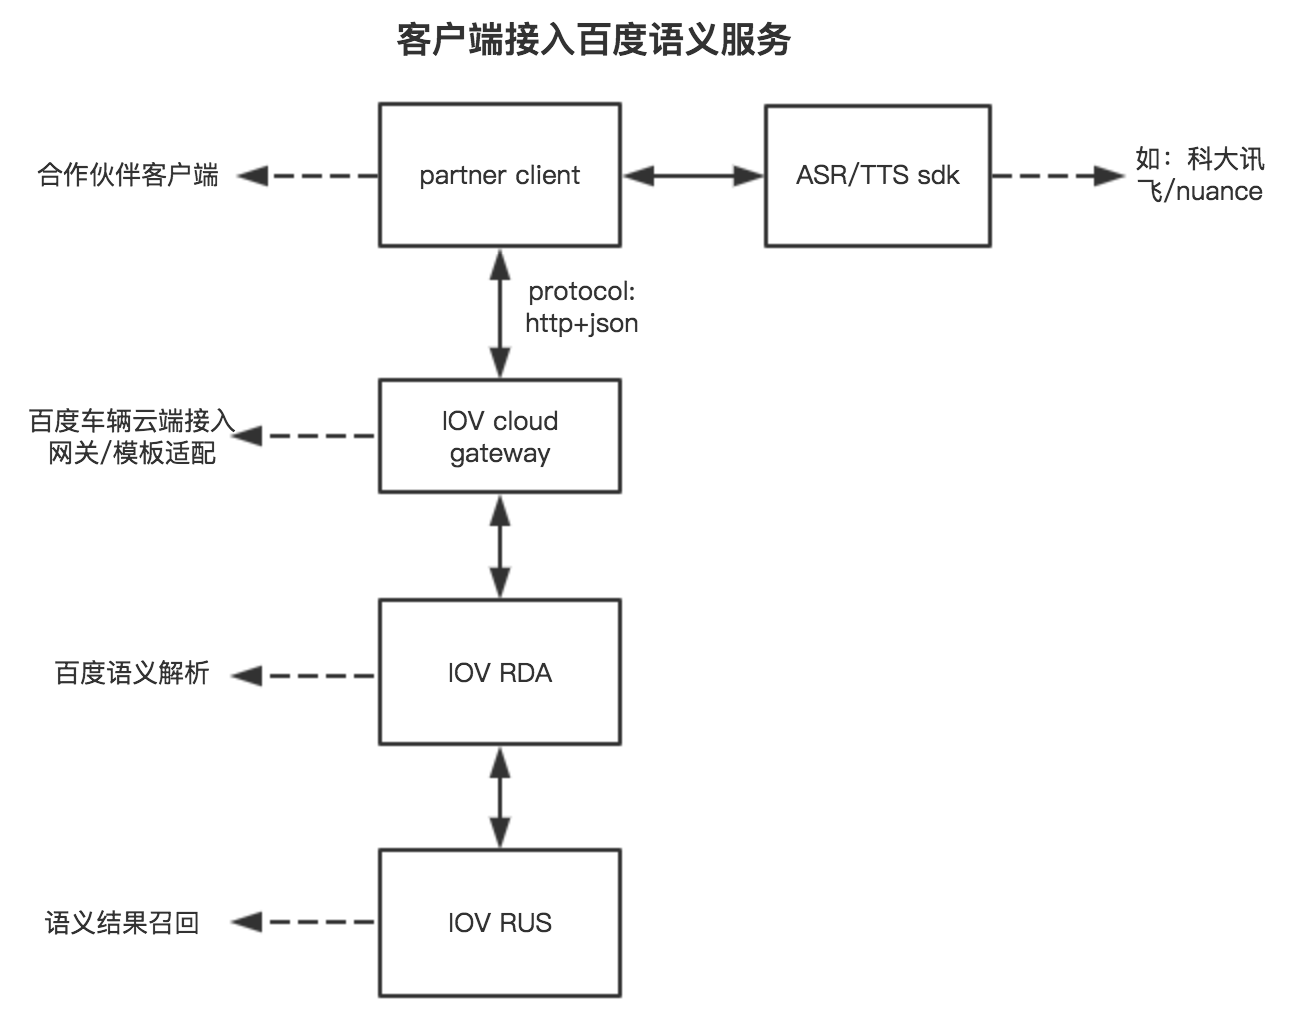 客户端接入百度语义服务
合作伙伴客户端
partner client
ASR/TTS sdk
如：科大讯
飞/nuance
protocol:
http+json
百度车辆云端接入
网关/模板适配
IOV cloud
gateway
百度语义解析
IOV RDA
语义结果召回
IOV RUS